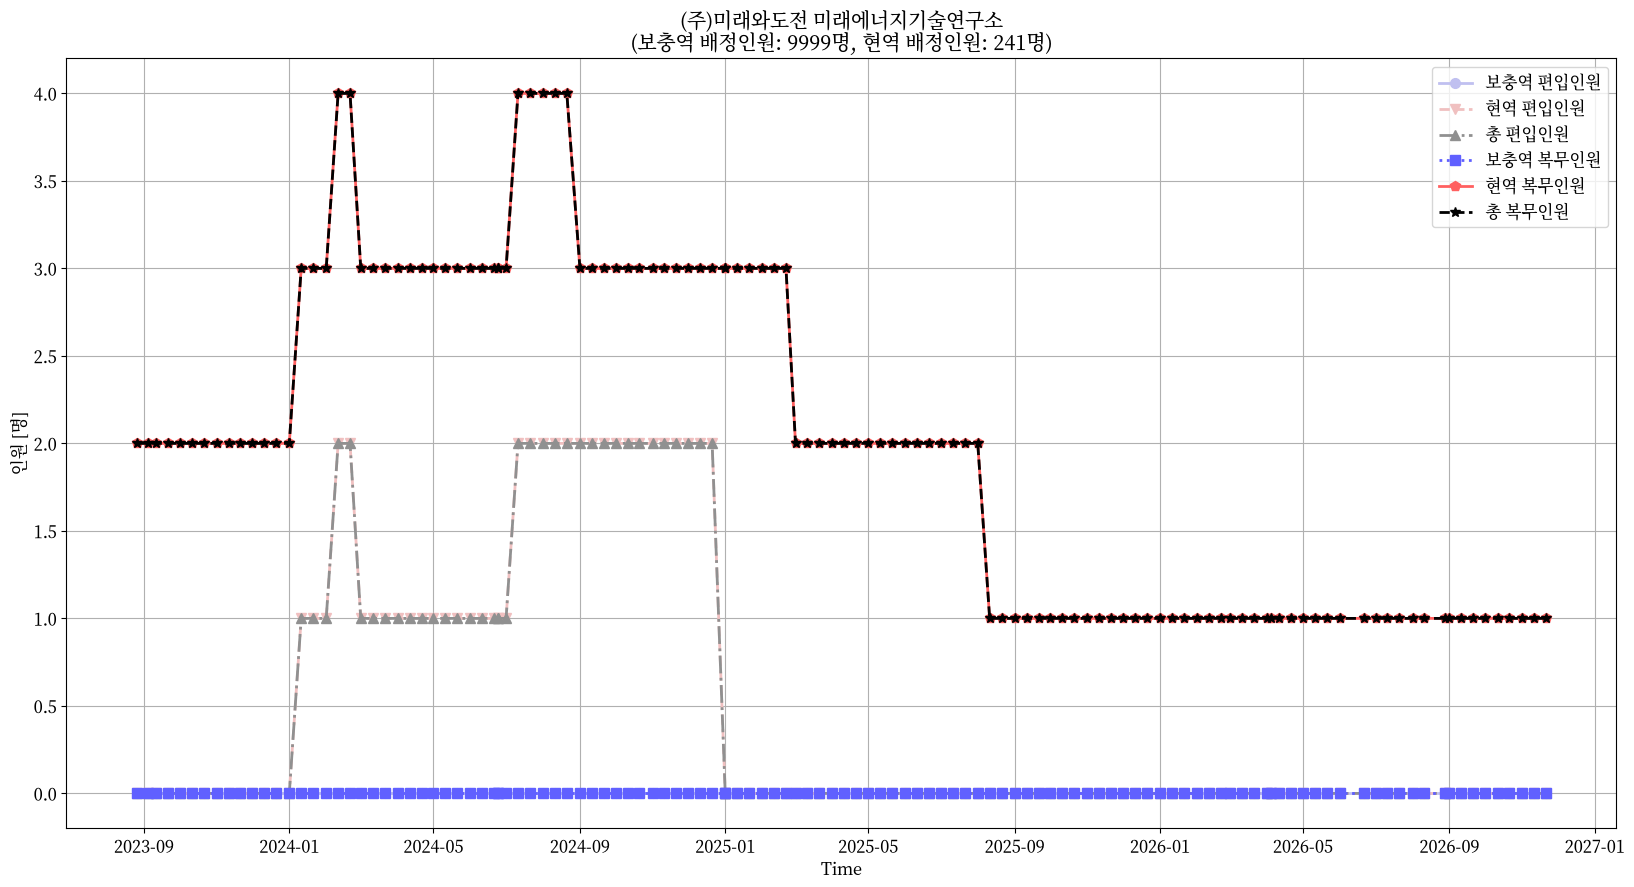 (주)미래와도전 미래에너지기술연구소
(보충역 배정인원: 9999명, 현역 배정인원: 241명)
보충역 편입인원
현역 편입인원
총 편입인원
보충역 복무인원
현역 복무인원
총 복무인원
인원 [명]
4.0
3.5
3.0
2.5
2.0
1.5
1.0
0.5
0.0
2023-09
2024-01
2024-05
2024-09
2025-01
2025-05
2025-09
2026-01
2026-05
2026-09
2027-01
Time